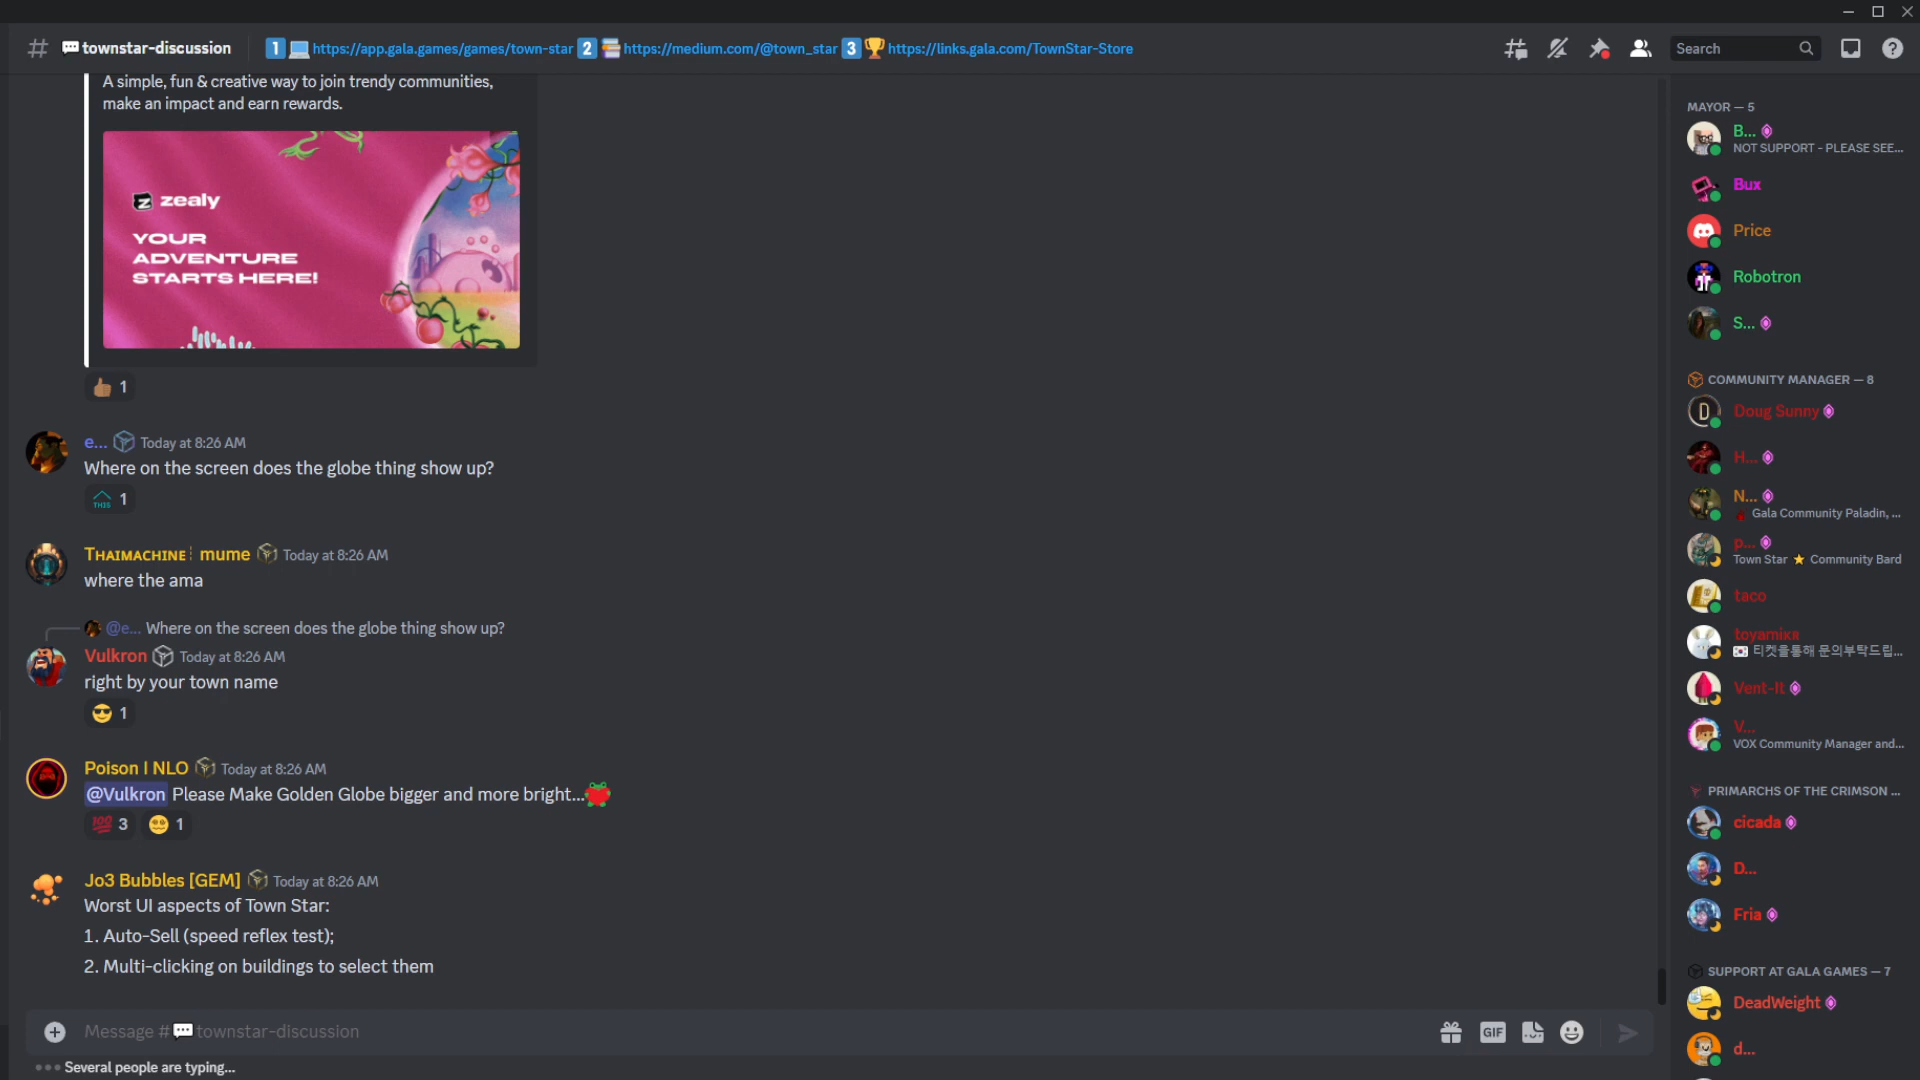 townstar-discussion
1 https://app.gala.games/games/town-star 2 https://medium.com/@town_star 3 https://links.gala.com/TownStar-Store
Search
A simple, fun & creative way to join trendy communities,
make an impact and earn rewards.
zealy
YOUR
ADVENTURE
STARTS HERE!
1
e... Today at 8:26 AM
Where on the screen does the globe thing show up?
THIS 1
THAIMACHINE⁝ mume Today at 8:26 AM
where the ama
@e... Where on the screen does the globe thing show up?
Vulkron Today at 8:26 AM
right by your town name
1
Poison | NLO Today at 8:26 AM
@Vulkron Please Make Golden Globe bigger and more bright...
3 1
Jo3 Bubbles [GEM] Today at 8:26 AM
Worst UI aspects of Town Star:
1. Auto-Sell (speed reflex test);
2. Multi-clicking on buildings to select them
Message # townstar-discussion
GIF
Several people are typing...
MAYOR — 5
B...
NOT SUPPORT - PLEASE SEE...
Bux
Price
Robotron
S...
COMMUNITY MANAGER — 8
Doug Sunny
H...
N...
Gala Community Paladin, ...
p...
Town Star Community Bard
taco
toyamikя
티켓을통해 문의부탁드립...
Vent-It
V...
VOX Community Manager and...
PRIMARCHS OF THE CRIMSON ...
cicada
D...
Fria
SUPPORT AT GALA GAMES — 7
DeadWeight
d...